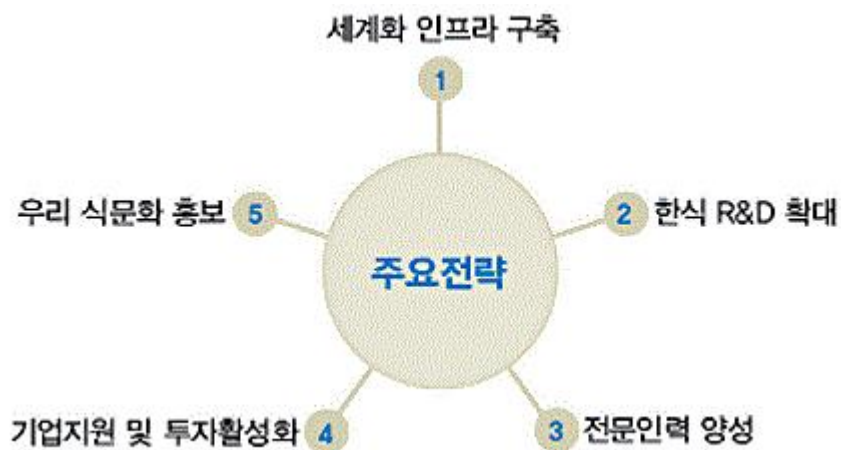 세계화 인프라 구축
1
우리 식문화 홍보 5
2 한식 R&D 확대
주요전략
기업지원 및 투자활성화 4
3 전문인력 양성